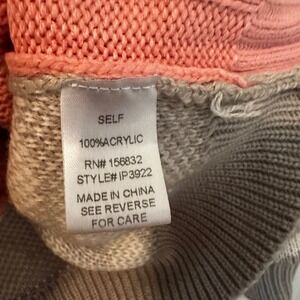 SELF
100%ACRYLIC
RN# 156832
STYLE# IP3922
MADE IN CHINA
SEE REVERSE
FOR CARE